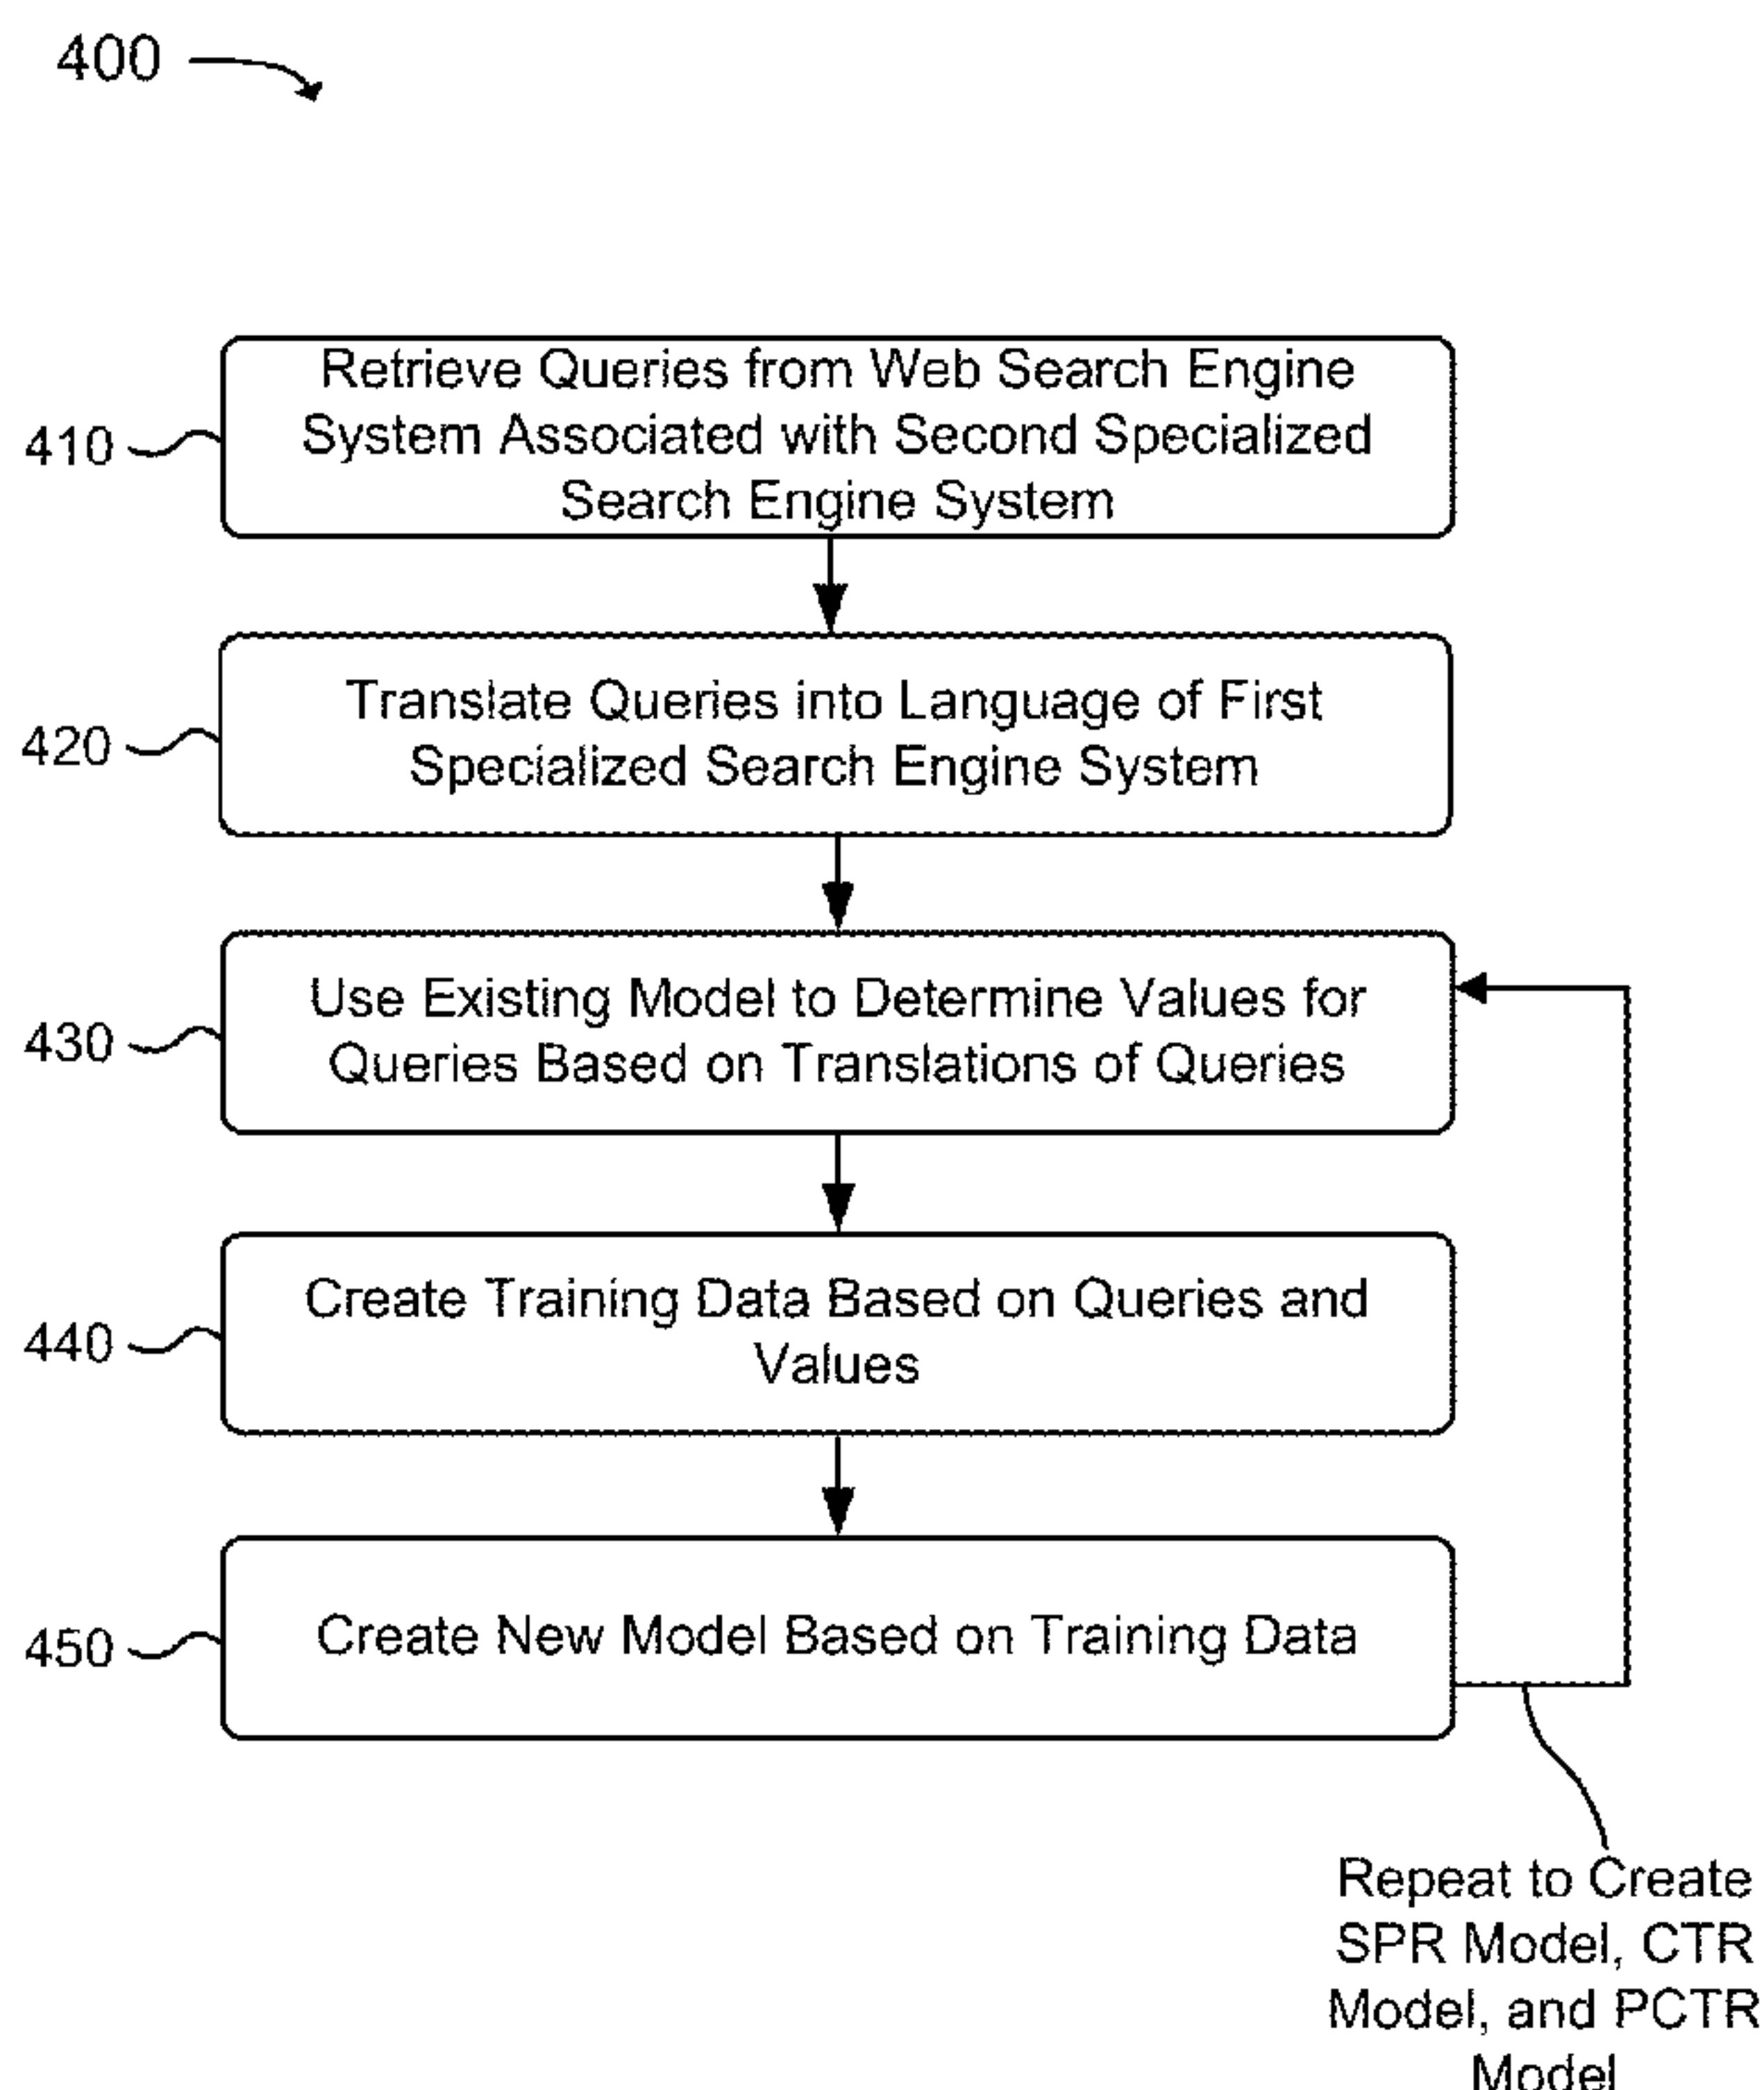 400
Retrieve Queries from Web Search Engine
System Associated with Second Specialized
Search Engine System
410
Translate Queries into Language of First
Specialized Search Engine System
420
Use Existing Model to Determine Values for
Queries Based on Translations of Queries
430
Create Training Data Based on Queries and
Values
440
Create New Model Based on Training Data
450
Repeat to Create
SPR Model, CTR
Model, and PCTR
Model